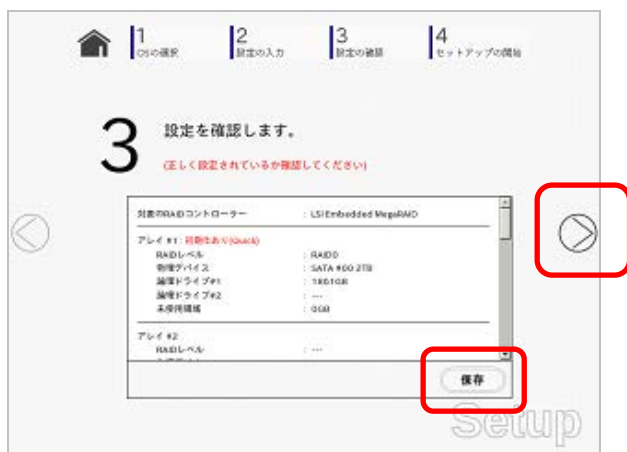 1
OSの選択
2
設定の入力
3
設定の確認
4
セットアップの開始
3
設定を確認します。
(正しく設定されているか確認してください)
対象のRAIDコントローラー : LSI Embedded MegaRAID
アレイ #1: 初期化あり(Quick)
RAIDレベル : RAID0
物理デバイス : SATA #00 2TB
論理ドライブ#1 : 1861GB
論理ドライブ#2 : ---
未使用領域 : 0GB
アレイ #2
RAIDレベル : ---
保存
Setup